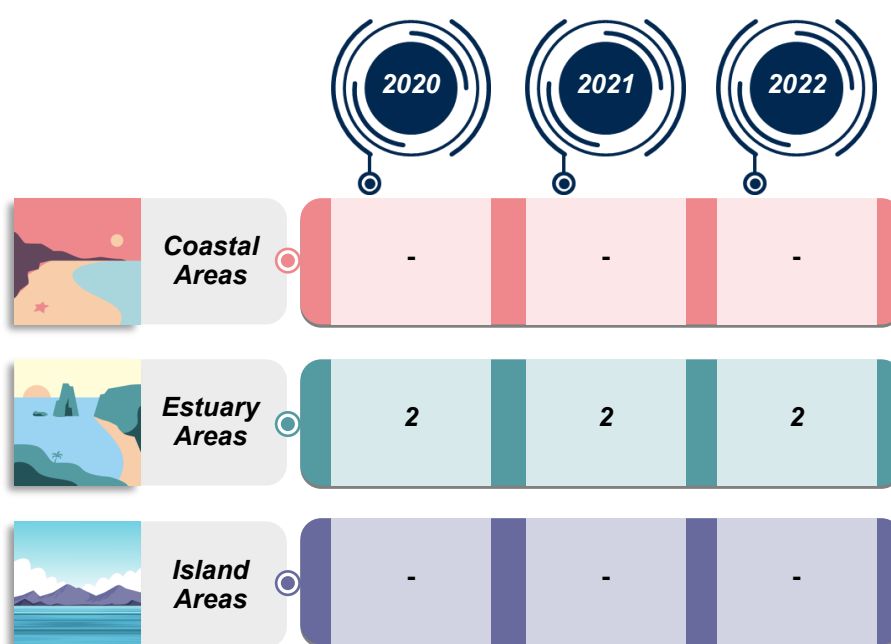 2020 2021 2022
Coastal
Areas
- - -
Estuary
Areas
2 2 2
Island
Areas
- - -